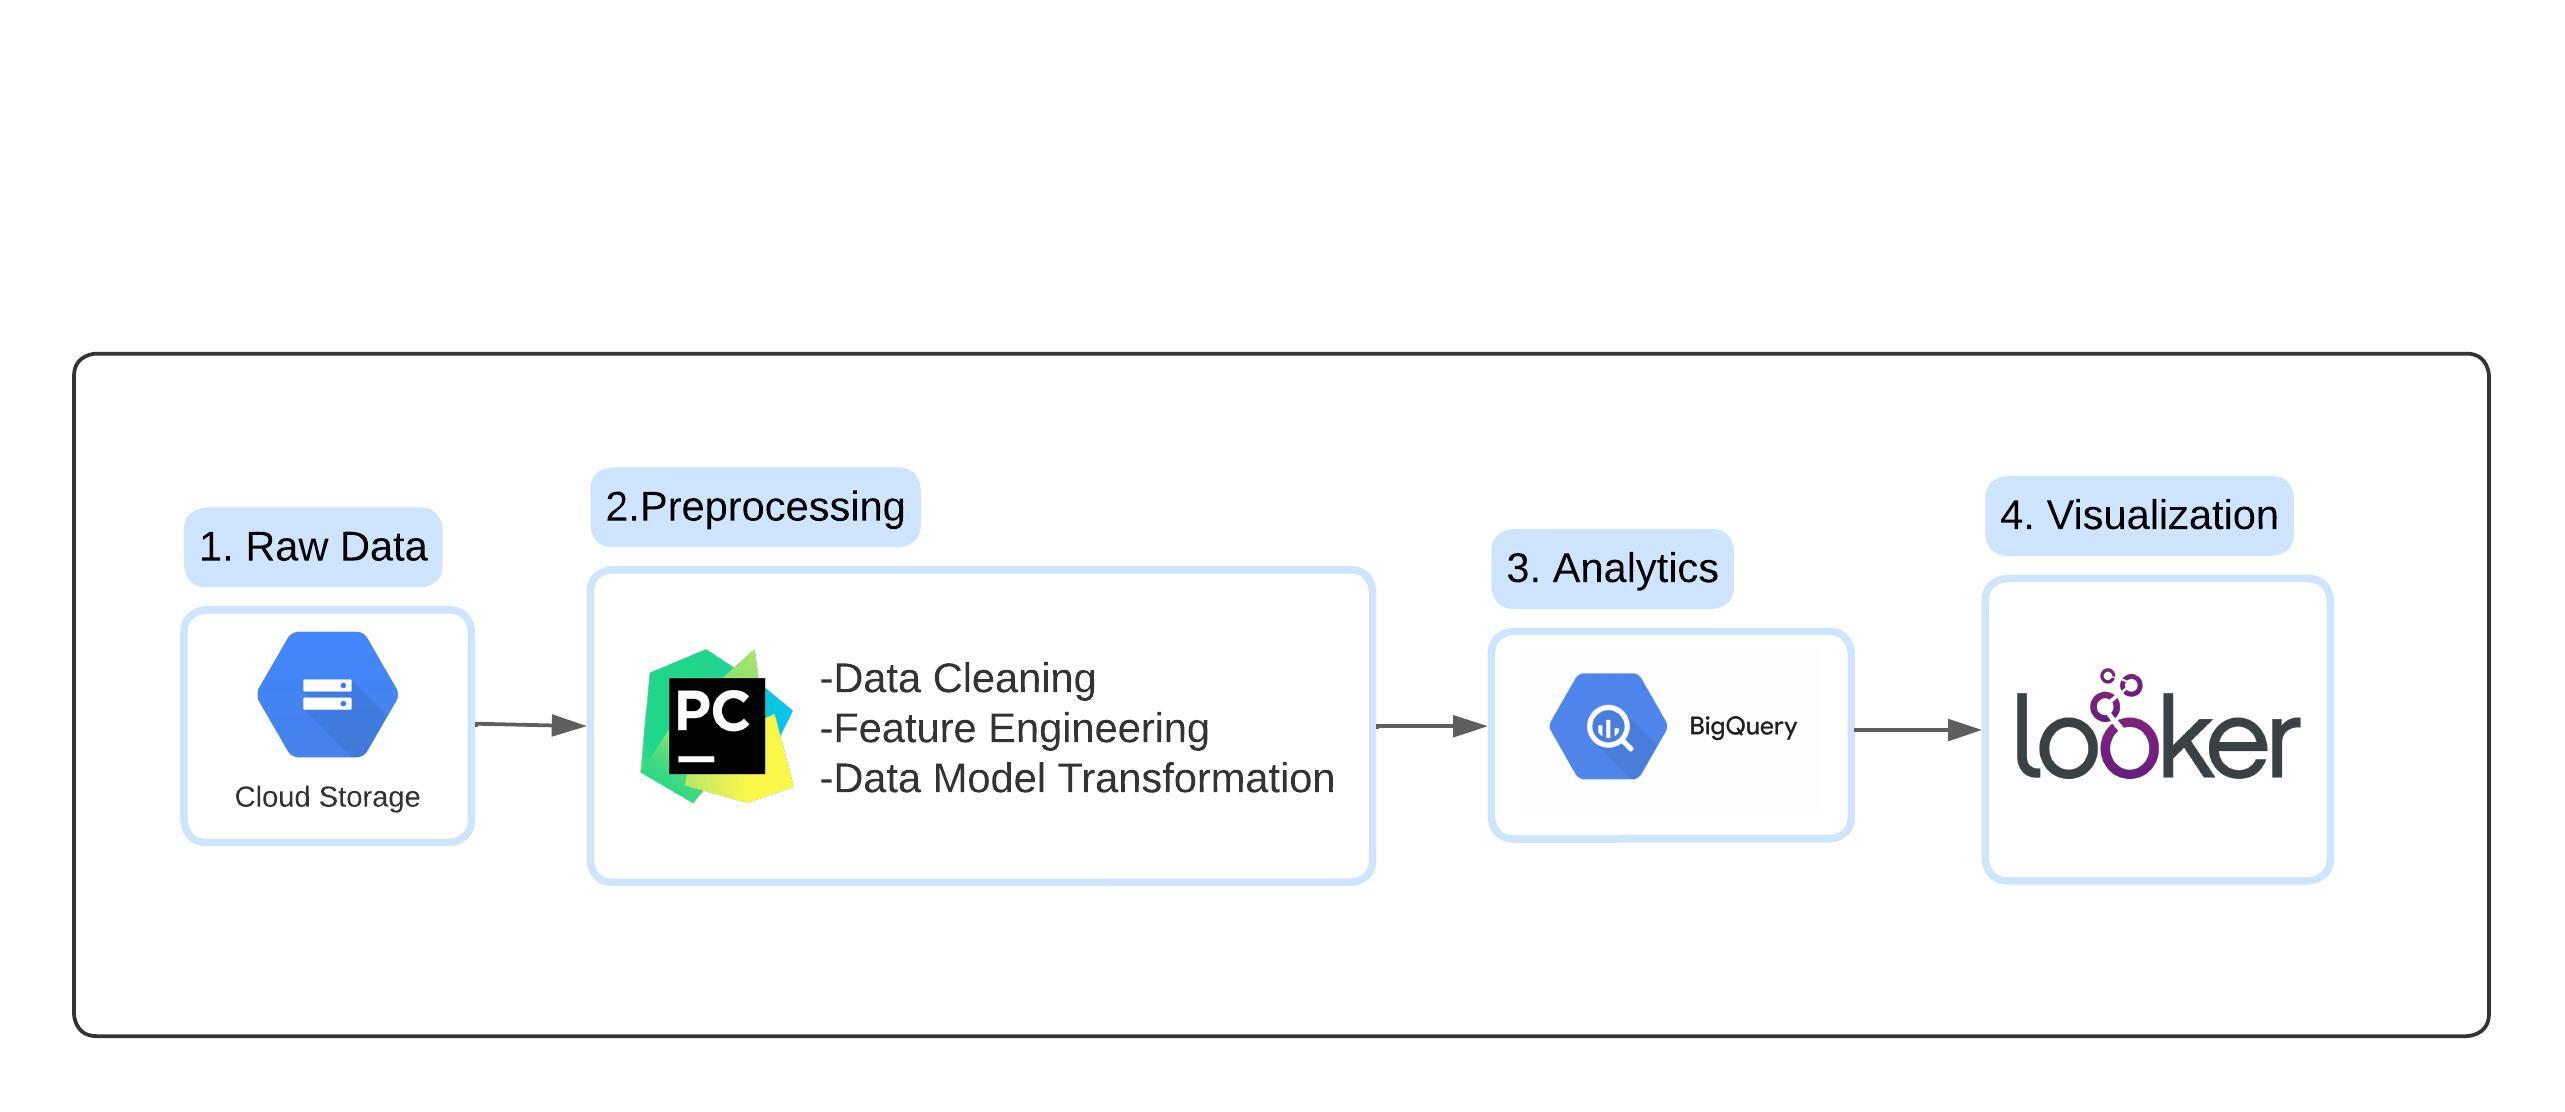 1. Raw Data
Cloud Storage
2.Preprocessing
PC
-Data Cleaning
-Feature Engineering
-Data Model Transformation
3. Analytics
BigQuery
4. Visualization
looker